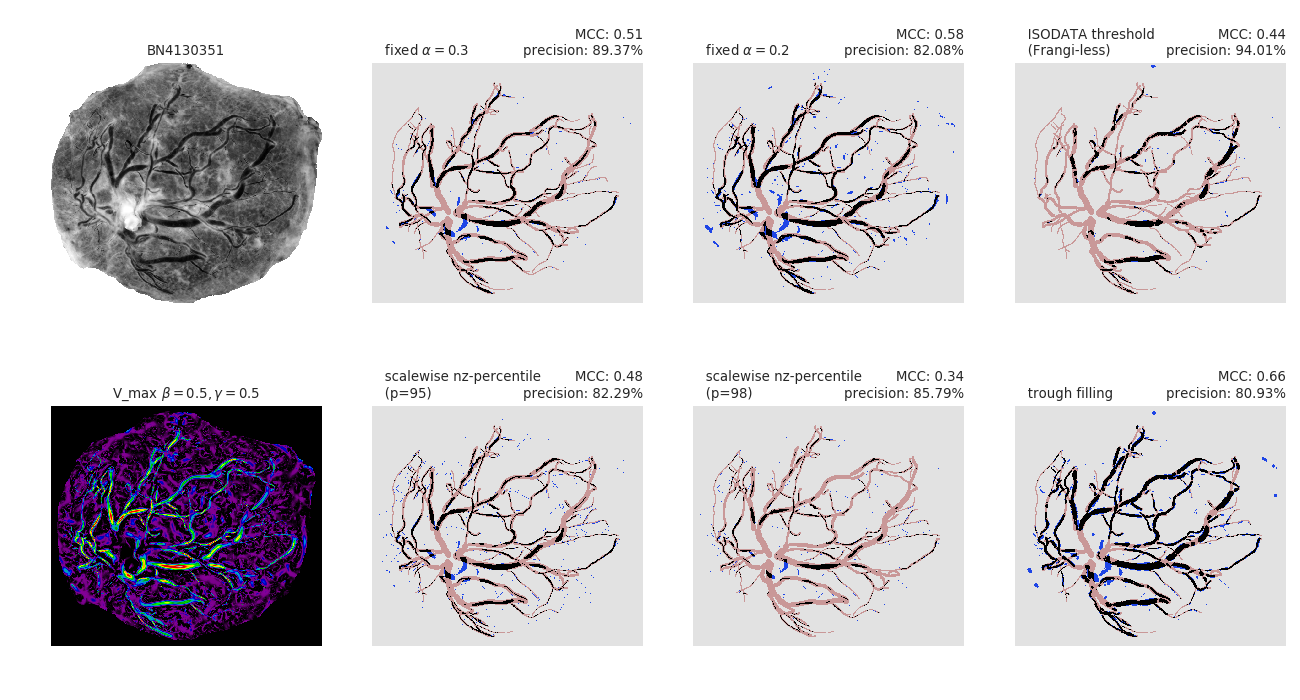 BN4130351
fixed α = 0.3
MCC: 0.51
precision: 89.37%
fixed α = 0.2
MCC: 0.58
precision: 82.08%
ISODATA threshold
(Frangi-less)
MCC: 0.44
precision: 94.01%
V_max β = 0.5, γ = 0.5
scalewise nz-percentile
(p=95)
MCC: 0.48
precision: 82.29%
scalewise nz-percentile
(p=98)
MCC: 0.34
precision: 85.79%
trough filling
MCC: 0.66
precision: 80.93%